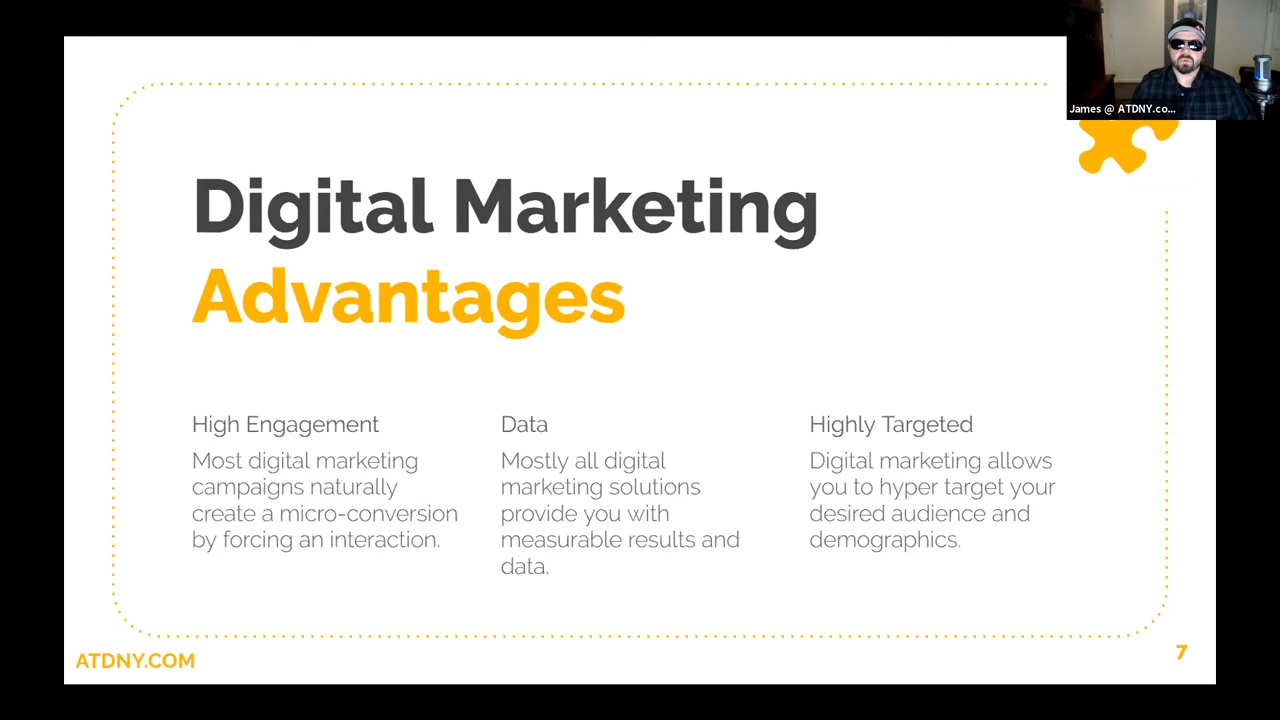 James @ ATDNY.co...
Digital Marketing
Advantages
High Engagement
Most digital marketing
campaigns naturally
create a micro-conversion
by forcing an interaction.
Data
Mostly all digital
marketing solutions
provide you with
measurable results and
data.
Highly Targeted
Digital marketing allows
you to hyper target your
desired audience and
demographics.
ATDNY.COM
7